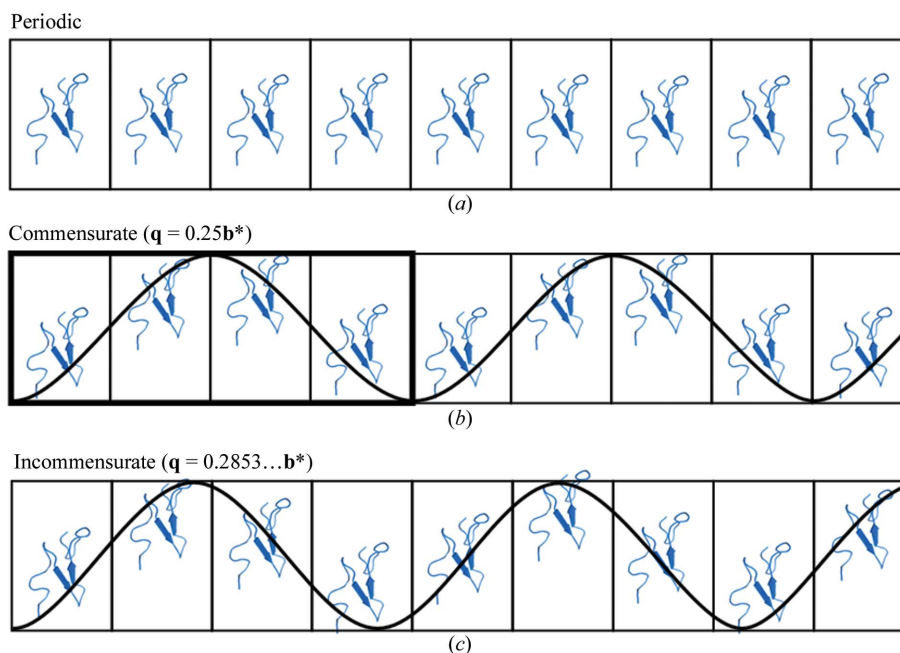 Periodic
(a)
Commensurate (q = 0.25b*)
(b)
Incommensurate (q = 0.2853…b*)
(c)